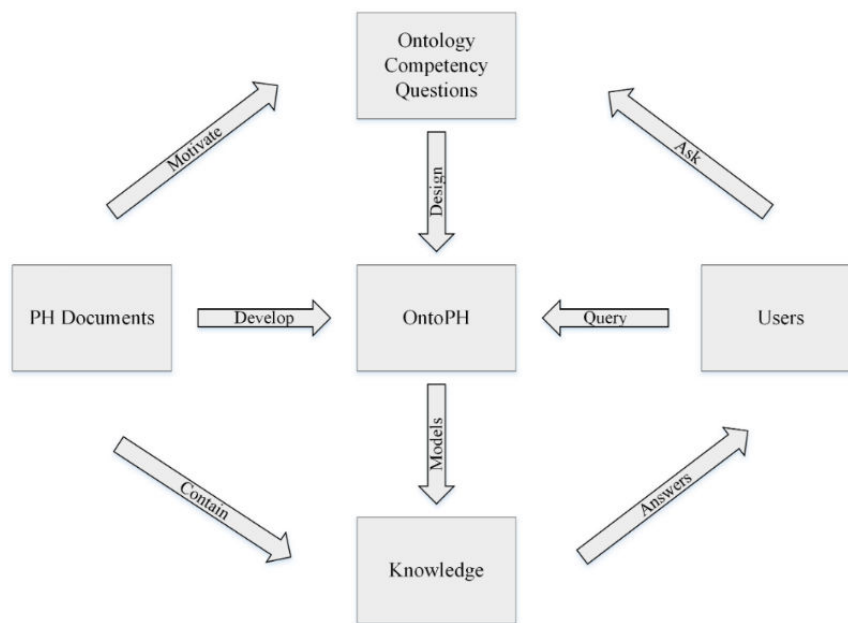 Ontology
Competency
Questions
Motivate
Ask
Design
PH Documents
Develop
OntoPH
Query
Users
Models
Contain
Answers
Knowledge